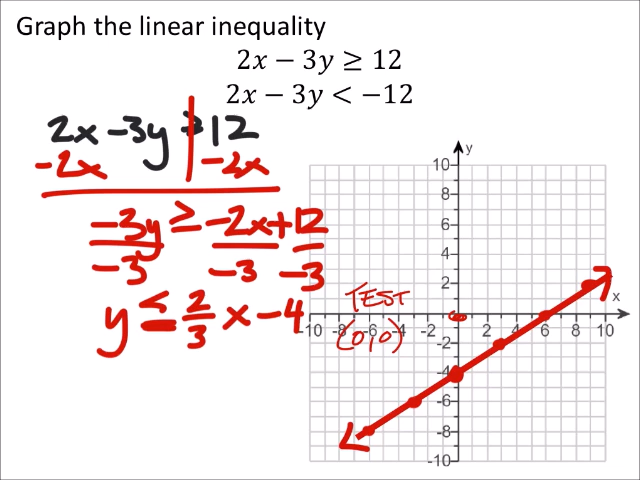 Graph the linear inequality
2x − 3y ≥ 12
2x − 3y < −12
2x −3y ≥ 12
−2x −2x
−3y ≥ −2x+12
−3 −3 −3
y ≤ 2/3 x −4
TEST
(0,0)
y
10
8
6
4
2
x
-10 -8 -6 -4 -2 2 4 6 8 10
-2
-4
-6
-8
-10